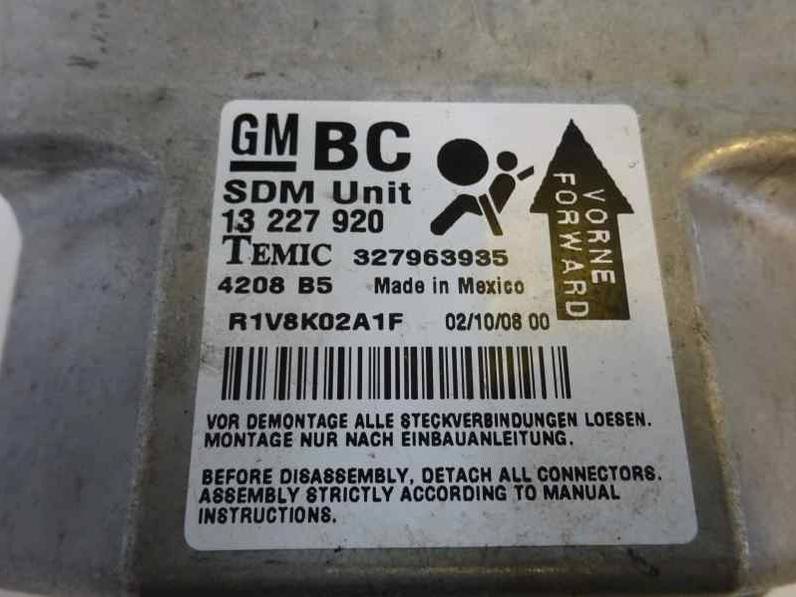 GM BC
SDM Unit
13 227 920
TEMIC 327963935
4208 B5 Made in Mexico
R1V8K02A1F 02/10/08 00
VORNE
FORWARD
VOR DEMONTAGE ALLE STECKVERBINDUNGEN LOESEN.
MONTAGE NUR NACH EINBAUANLEITUNG.
BEFORE DISASSEMBLY, DETACH ALL CONNECTORS.
ASSEMBLY STRICTLY ACCORDING TO MANUAL
INSTRUCTIONS.